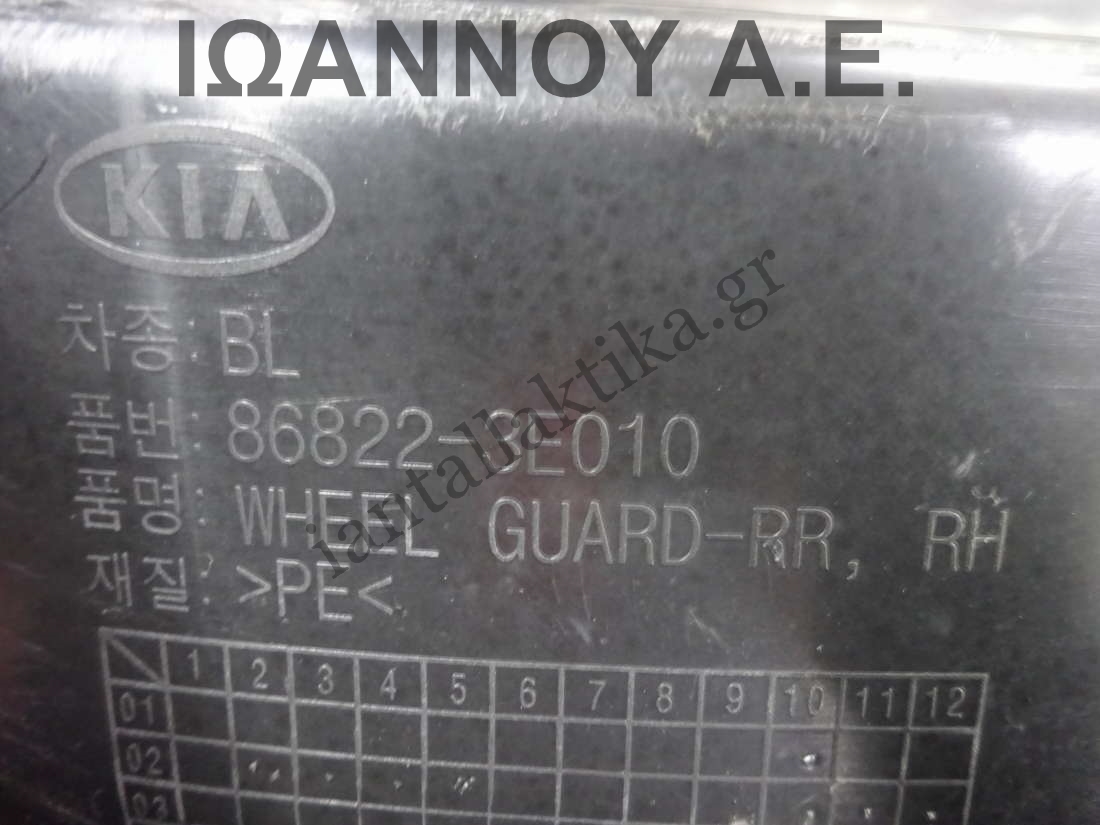 ΙΩΑΝΝΟΥ Α.Ε.
KIA
차종: BL
품번: 86822-3E010
품명: WHEEL GUARD-RR, RH
재질: >PE<
iantallaktika.gr
1 2 3 4 5 6 7 8 9 10 11 12
01
02
03